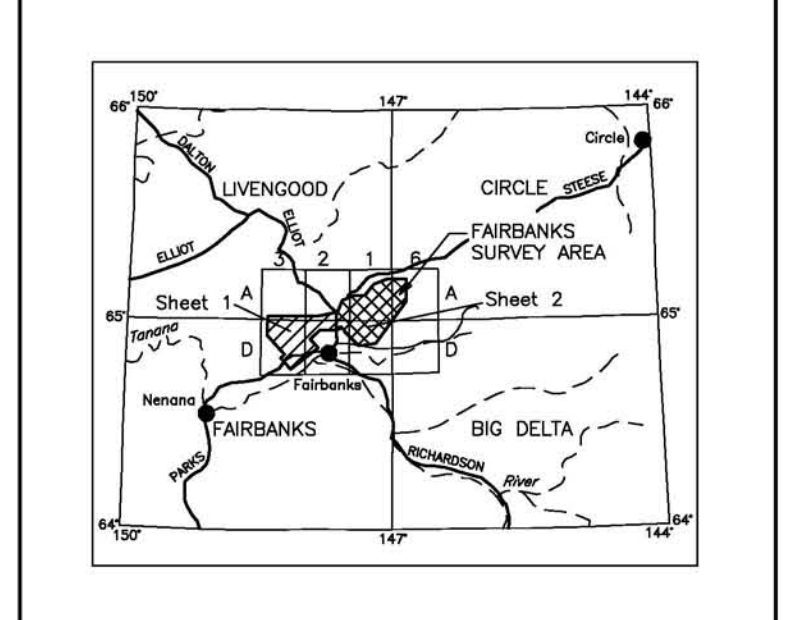 150°
147°
144°
66°
66°
Circle
DALTON
LIVENGOOD
CIRCLE
STEESE
ELLIOT
FAIRBANKS
SURVEY AREA
ELLIOT
3 2 1 6
A
A
Sheet 1
Sheet 2
65°
65°
Tanana
D
D
Fairbanks
Nenana
FAIRBANKS
BIG DELTA
RICHARDSON
PARKS
River
64°
64°
150°
147°
144°